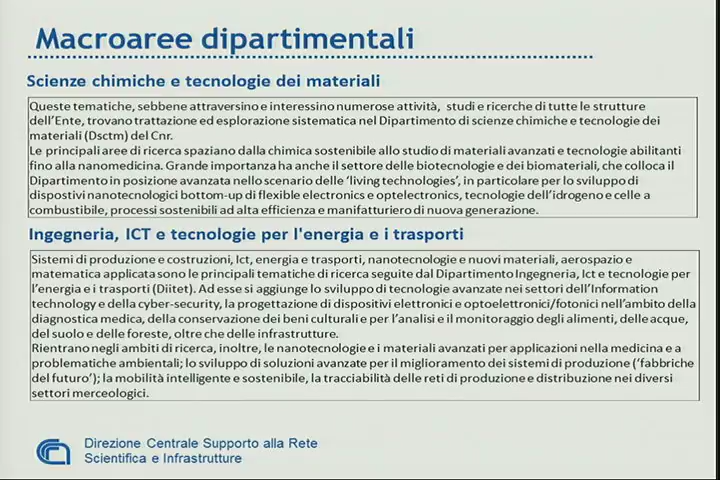 Macroaree dipartimentali
Scienze chimiche e tecnologie dei materiali
Queste tematiche, sebbene attraversino e interessino numerose attività, studi e ricerche di tutte le strutture
dell'Ente, trovano trattazione ed esplorazione sistematica nel Dipartimento di scienze chimiche e tecnologie dei
materiali (Dsctm) del Cnr.
Le principali aree di ricerca spaziano dalla chimica sostenibile allo studio di materiali avanzati e tecnologie abilitanti
fino alla nanomedicina. Grande importanza ha anche il settore delle biotecnologie e dei biomateriali, che colloca il
Dipartimento in posizione avanzata nello scenario delle 'living technologies', in particolare per lo sviluppo di
dispostivi nanotecnologici bottom-up di flexible electronics e optelectronics, tecnologie dell'idrogeno e celle a
combustibile, processi sostenibili ad alta efficienza e manifatturiero di nuova generazione.
Ingegneria, ICT e tecnologie per l'energia e i trasporti
Sistemi di produzione e costruzioni, Ict, energia e trasporti, nanotecnologie e nuovi materiali, aerospazio e
matematica applicata sono le principali tematiche di ricerca seguite dal Dipartimento Ingegneria, Ict e tecnologie per
l'energia e i trasporti (Diitet). Ad esse si aggiunge lo sviluppo di tecnologie avanzate nei settori dell'Information
technology e della cyber-security, la progettazione di dispositivi elettronici e optoelettronici/fotonici nell'ambito della
diagnostica medica, della conservazione dei beni culturali e per l'analisi e il monitoraggio degli alimenti, delle acque,
del suolo e delle foreste, oltre che delle infrastrutture.
Rientrano negli ambiti di ricerca, inoltre, le nanotecnologie e i materiali avanzati per applicazioni nella medicina e a
problematiche ambientali; lo sviluppo di soluzioni avanzate per il miglioramento dei sistemi di produzione ('fabbriche
del futuro'); la mobilità intelligente e sostenibile, la tracciabilità delle reti di produzione e distribuzione nei diversi
settori merceologici.
Direzione Centrale Supporto alla Rete
Scientifica e Infrastrutture